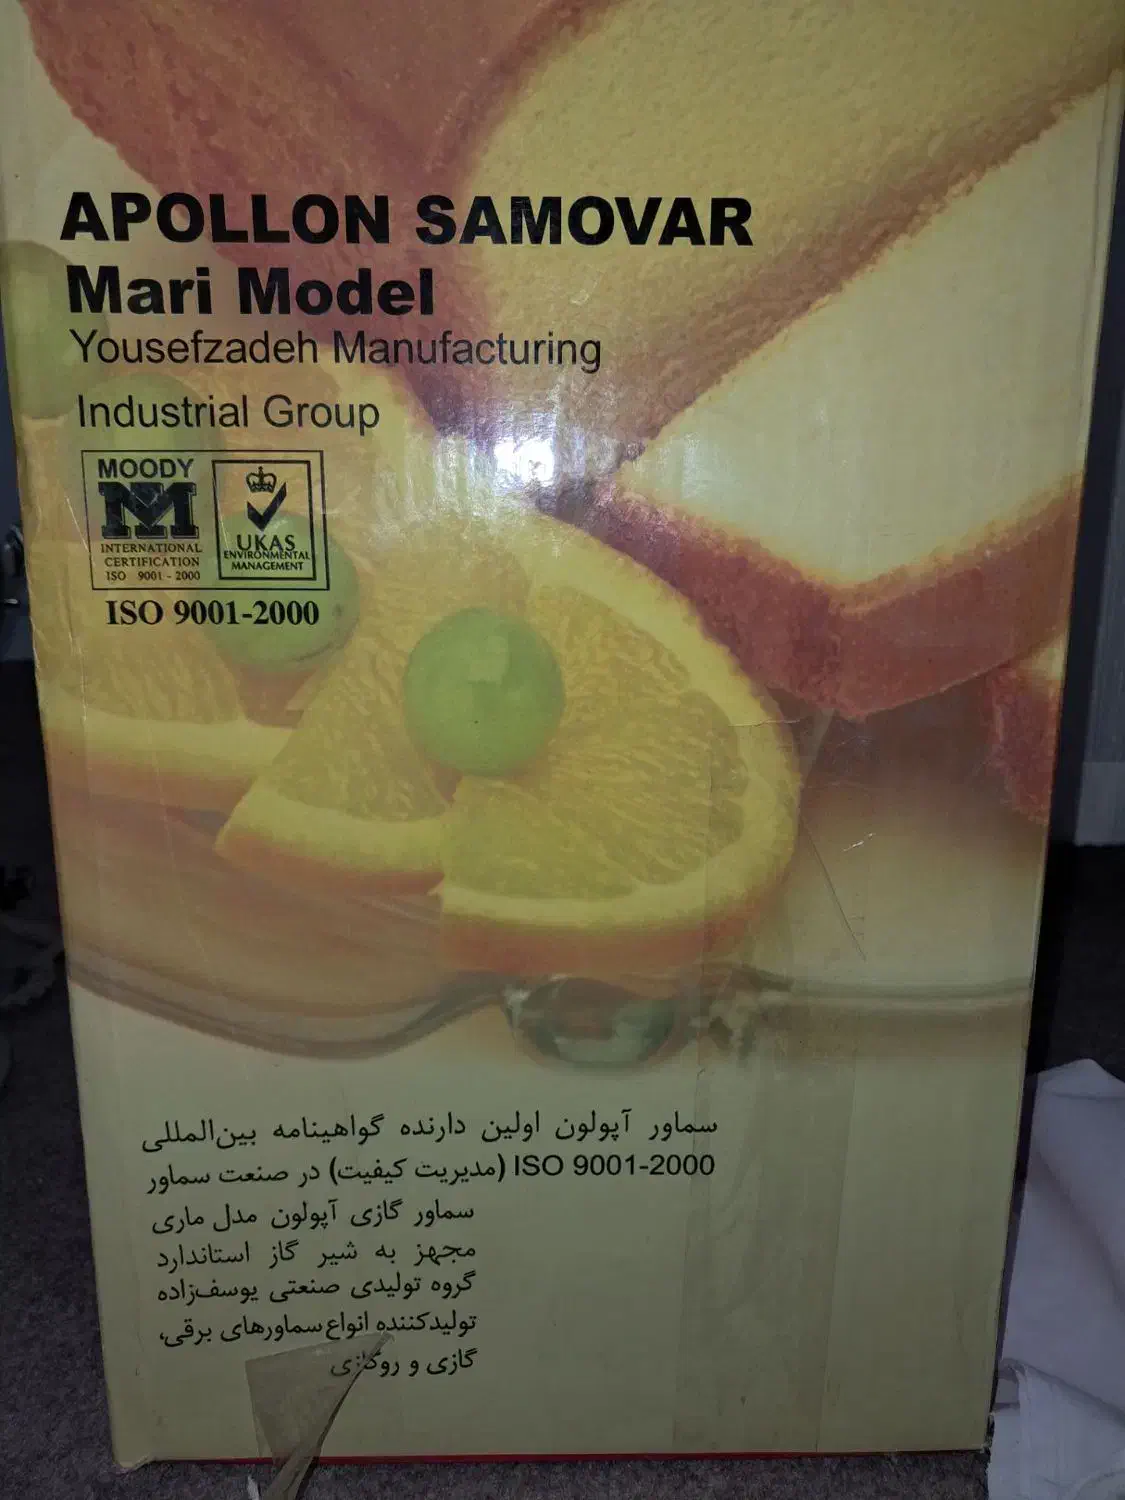 APOLLON SAMOVAR
Mari Model
Yousefzadeh Manufacturing
Industrial Group
MOODY
M
INTERNATIONAL
CERTIFICATION
ISO 9001 - 2000
UKAS
ENVIRONMENTAL
MANAGEMENT
ISO 9001-2000
سماور آپولون اولین دارنده گواهینامه بین‌المللی
ISO 9001-2000 (مدیریت کیفیت) در صنعت سماور
سماور گازی آپولون مدل ماری
مجهز به شیر گاز استاندارد
گروه تولیدی صنعتی یوسف‌زاده
تولیدکننده انواع سماورهای برقی،
گازی و روگازی